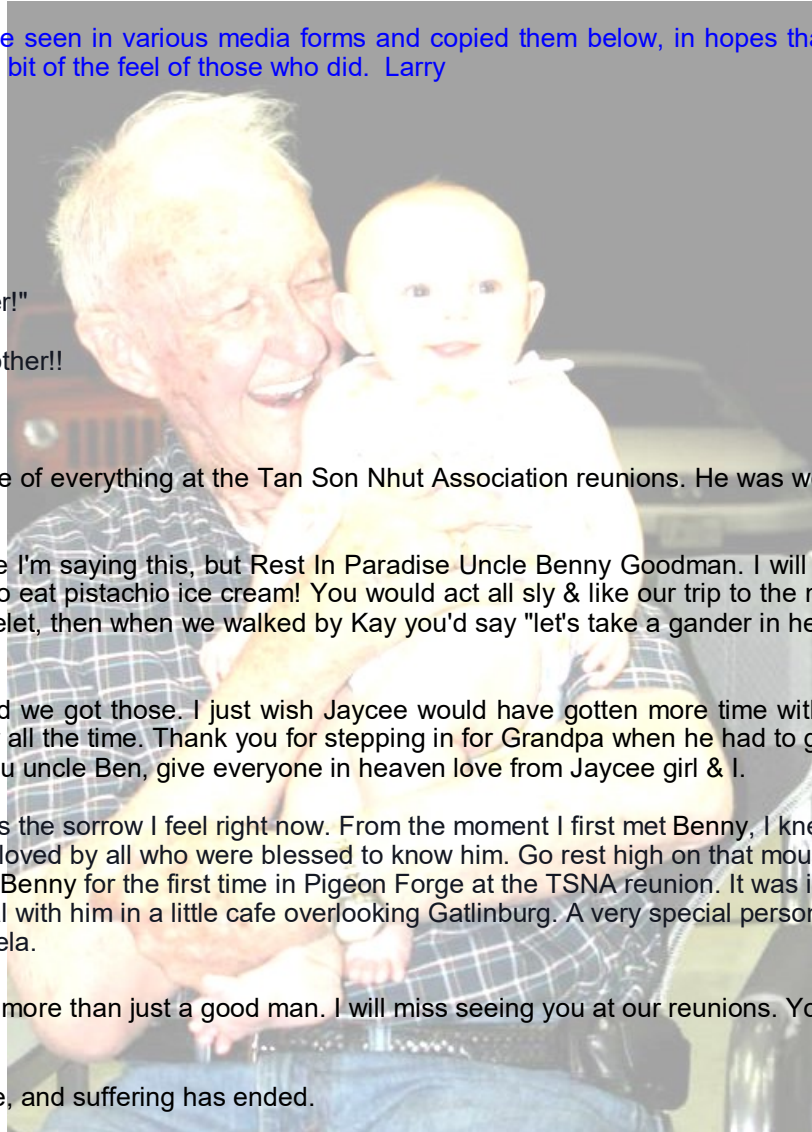 e seen in various media forms and copied them below, in hopes tha
bit of the feel of those who did. Larry
er!"
other!!
e of everything at the Tan Son Nhut Association reunions. He was w
e I'm saying this, but Rest In Paradise Uncle Benny Goodman. I will
o eat pistachio ice cream! You would act all sly & like our trip to the
elet, then when we walked by Kay you'd say "let's take a gander in he
d we got those. I just wish Jaycee would have gotten more time wit
all the time. Thank you for stepping in for Grandpa when he had to g
u uncle Ben, give everyone in heaven love from Jaycee girl & I.
s the sorrow I feel right now. From the moment I first met Benny, I kne
loved by all who were blessed to know him. Go rest high on that mou
Benny for the first time in Pigeon Forge at the TSNA reunion. It was i
l with him in a little cafe overlooking Gatlinburg. A very special person
ela.
more than just a good man. I will miss seeing you at our reunions. Yo
e, and suffering has ended.